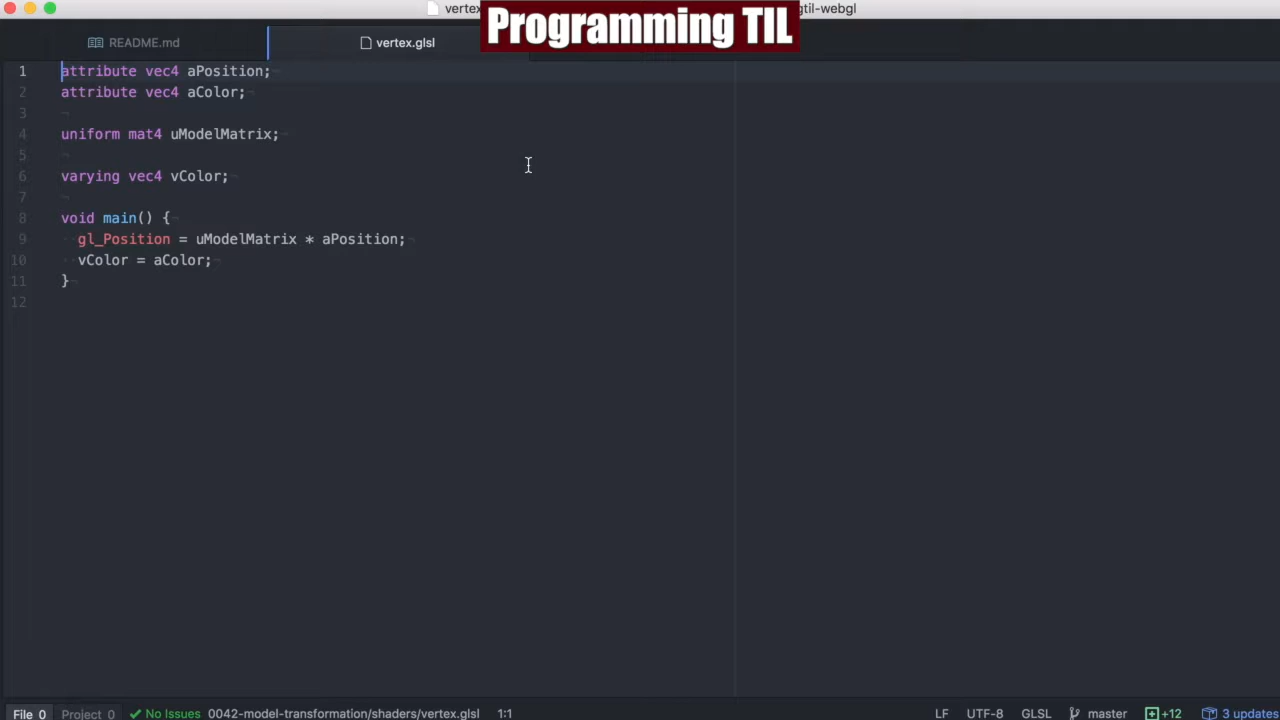 vertex
Programming TIL
gtil-webgl
README.md
vertex.glsl
1 attribute vec4 aPosition;
2 attribute vec4 aColor;
3
4 uniform mat4 uModelMatrix;
5
6 varying vec4 vColor;
7
8 void main() {
9 gl_Position = uModelMatrix * aPosition;
10 vColor = aColor;
11 }
12
File 0 Project 0 No Issues 0042-model-transformation/shaders/vertex.glsl 1:1 LF UTF-8 GLSL master +12 3 updates